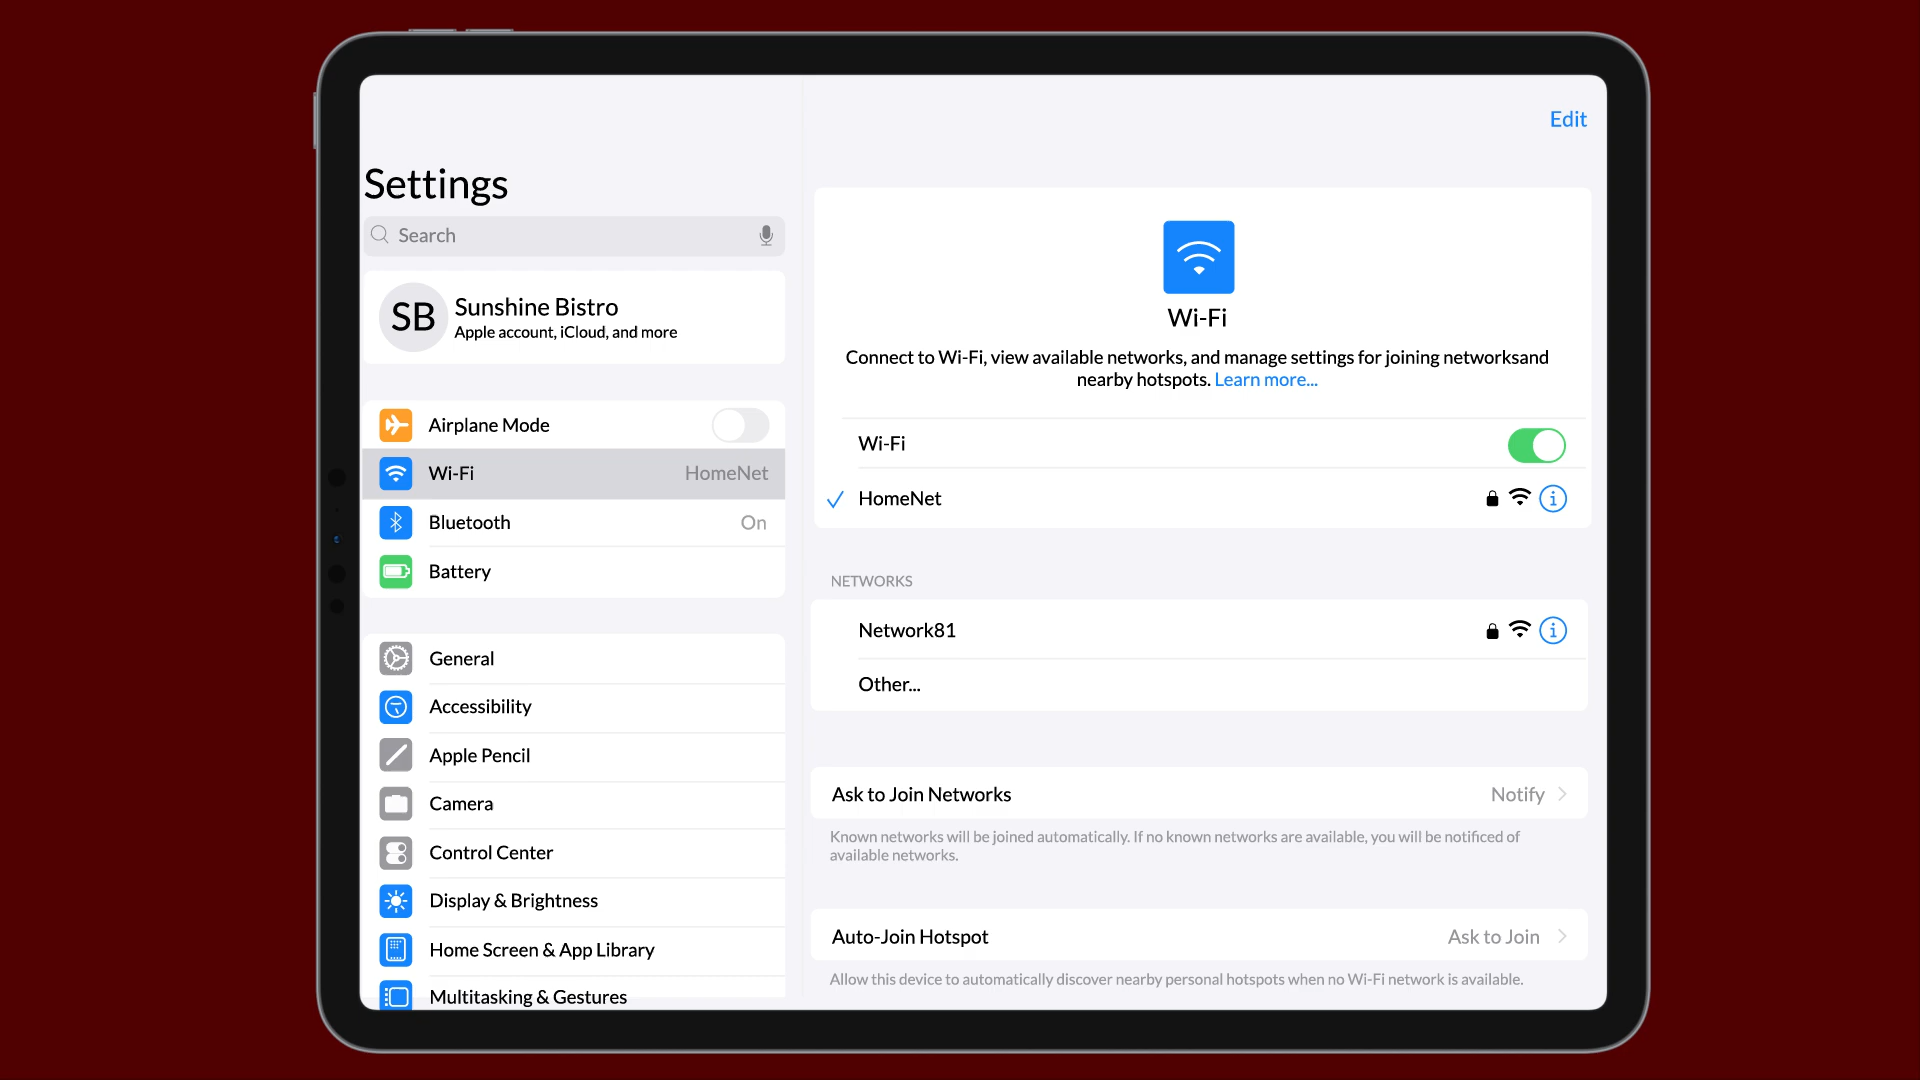 Edit
Settings
Search
SB
Sunshine Bistro
Apple account, iCloud, and more
Airplane Mode
Wi-Fi
HomeNet
Bluetooth
On
Battery
General
Accessibility
Apple Pencil
Camera
Control Center
Display & Brightness
Home Screen & App Library
Multitasking & Gestures
Wi-Fi
Connect to Wi-Fi, view available networks, and manage settings for joining networksand
nearby hotspots. Learn more...
Wi-Fi
HomeNet
NETWORKS
Network81
Other...
Ask to Join Networks
Notify
Known networks will be joined automatically. If no known networks are available, you will be notificed of
available networks.
Auto-Join Hotspot
Ask to Join
Allow this device to automatically discover nearby personal hotspots when no Wi-Fi network is available.